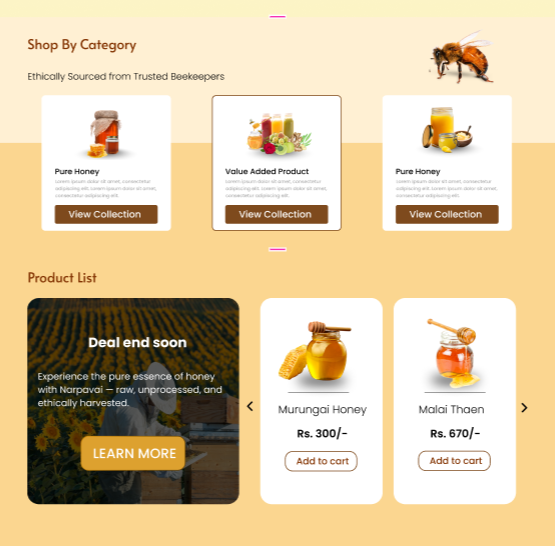 Shop By Category
Ethically Sourced from Trusted Beekeepers
Pure Honey
Lorem ipsum dolor sit amet, consectetur
adipiscing elit. Lorem ipsum dolor sit amet,
consectetur adipiscing elit.
View Collection
Value Added Product
Lorem ipsum dolor sit amet, consectetur
adipiscing elit. Lorem ipsum dolor sit amet,
consectetur adipiscing elit.
View Collection
Pure Honey
Lorem ipsum dolor sit amet, consectetur
adipiscing elit. Lorem ipsum dolor sit amet,
consectetur adipiscing elit.
View Collection
Product List
Deal end soon
Experience the pure essence of honey
with Narpavai — raw, unprocessed, and
ethically harvested.
LEARN MORE
Murungai Honey
Rs. 300/-
Add to cart
Malai Thaen
Rs. 670/-
Add to cart